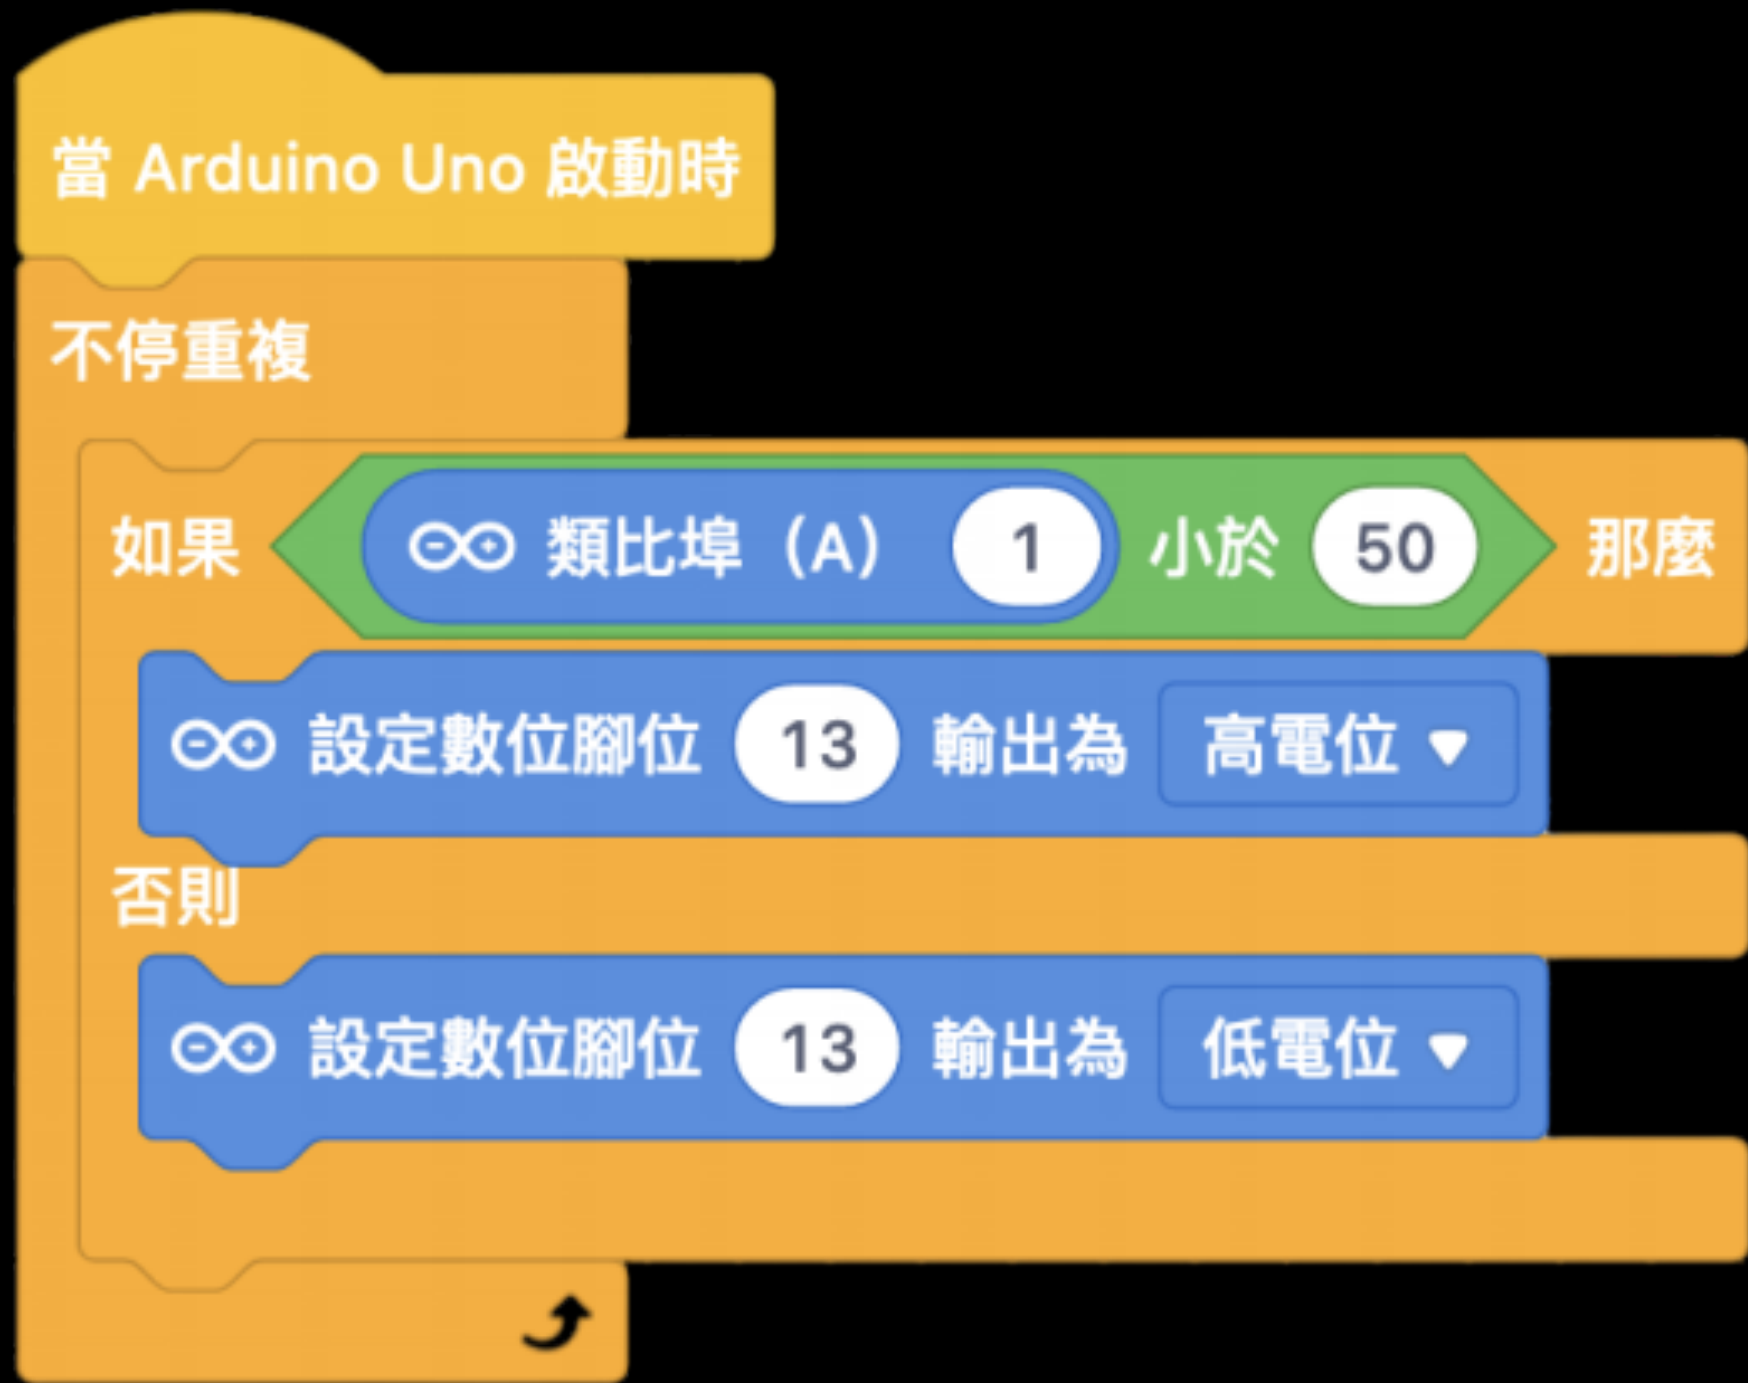 當 Arduino Uno 啟動時
不停重複
如果 類比埠（A） 1 小於 50 那麼
設定數位腳位 13 輸出為 高電位
否則
設定數位腳位 13 輸出為 低電位